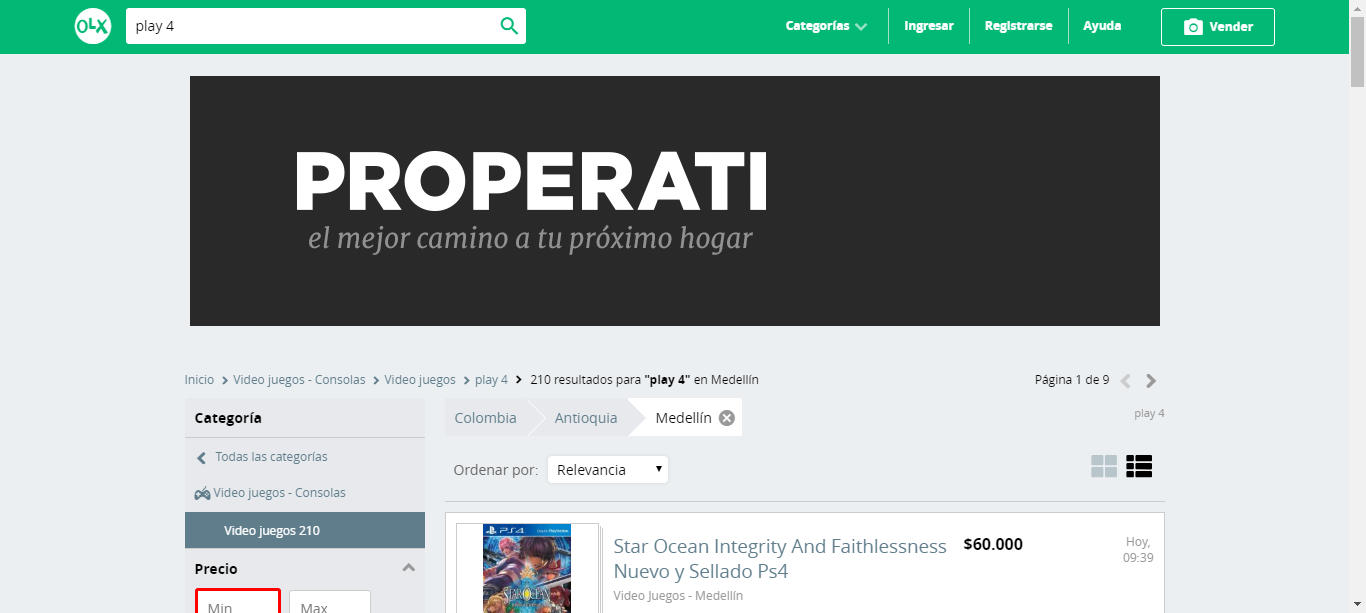 OLX
play 4
Categorías
Ingresar
Registrarse
Ayuda
Vender
PROPERATI
el mejor camino a tu próximo hogar
Inicio > Video juegos - Consolas > Video juegos > play 4 > 210 resultados para "play 4" en Medellín
Página 1 de 9
Categoría
Colombia
Antioquia
Medellín
play 4
Todas las categorías
Ordenar por:
Relevancia
Video juegos - Consolas
Video juegos 210
PS4
STAR OCEAN
Star Ocean Integrity And Faithlessness
Nuevo y Sellado Ps4
$60.000
Hoy,
09:39
Video Juegos - Medellín
Precio
Min
Max